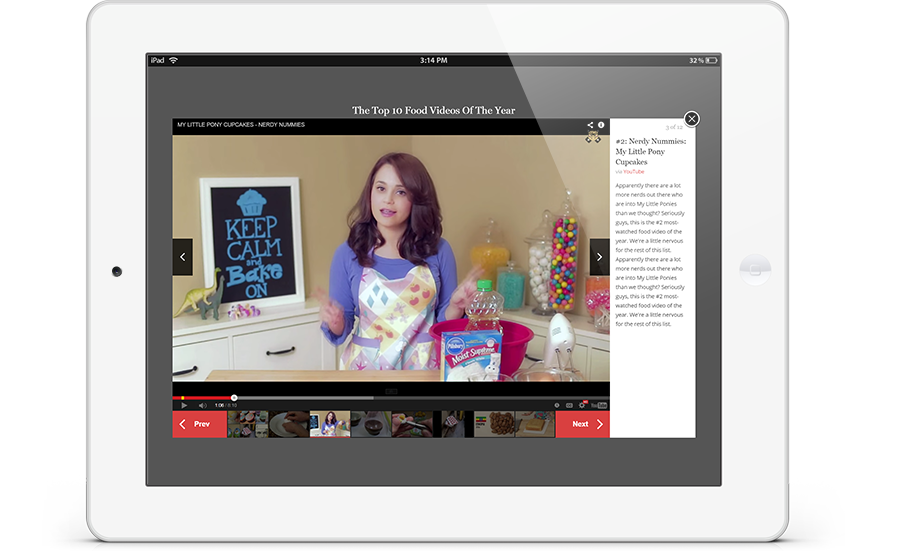 iPad
3:14 PM
32 %
The Top 10 Food Videos Of The Year
MY LITTLE PONY CUPCAKES - NERDY NUMMIES
3 of 12
#2: Nerdy Nummies:
My Little Pony
Cupcakes
via YouTube
Apparently there are a lot
more nerds out there who
are into My Little Ponies
than we thought? Seriously
guys, this is the #2 most-
watched food video of the
year. We're a little nervous
for the rest of this list.
Apparently there are a lot
more nerds out there who
are into My Little Ponies
than we thought? Seriously
guys, this is the #2 most-
watched food video of the
year. We're a little nervous
for the rest of this list.
KEEP
CALM
and
Bake
ON
Pillsbury
Moist Supreme
YouTube
Prev
Next